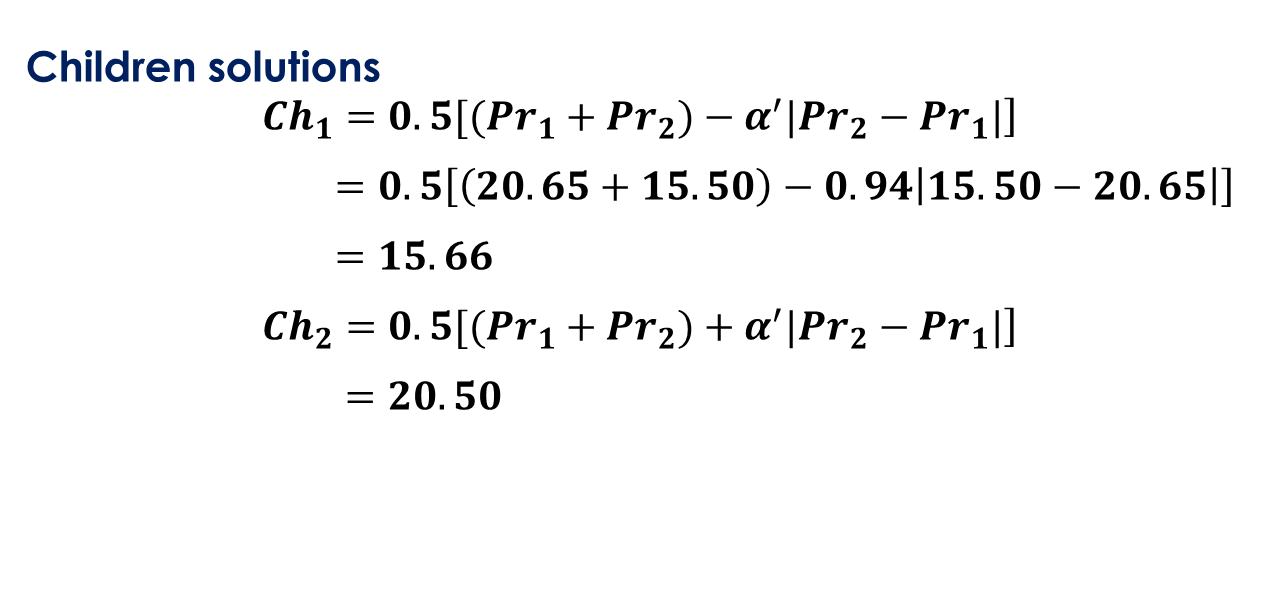 Children solutions
Ch₁ = 0.5[(Pr₁ + Pr₂) − α′|Pr₂ − Pr₁|]
= 0.5[(20.65 + 15.50) − 0.94|15.50 − 20.65|]
= 15.66
Ch₂ = 0.5[(Pr₁ + Pr₂) + α′|Pr₂ − Pr₁|]
= 20.50